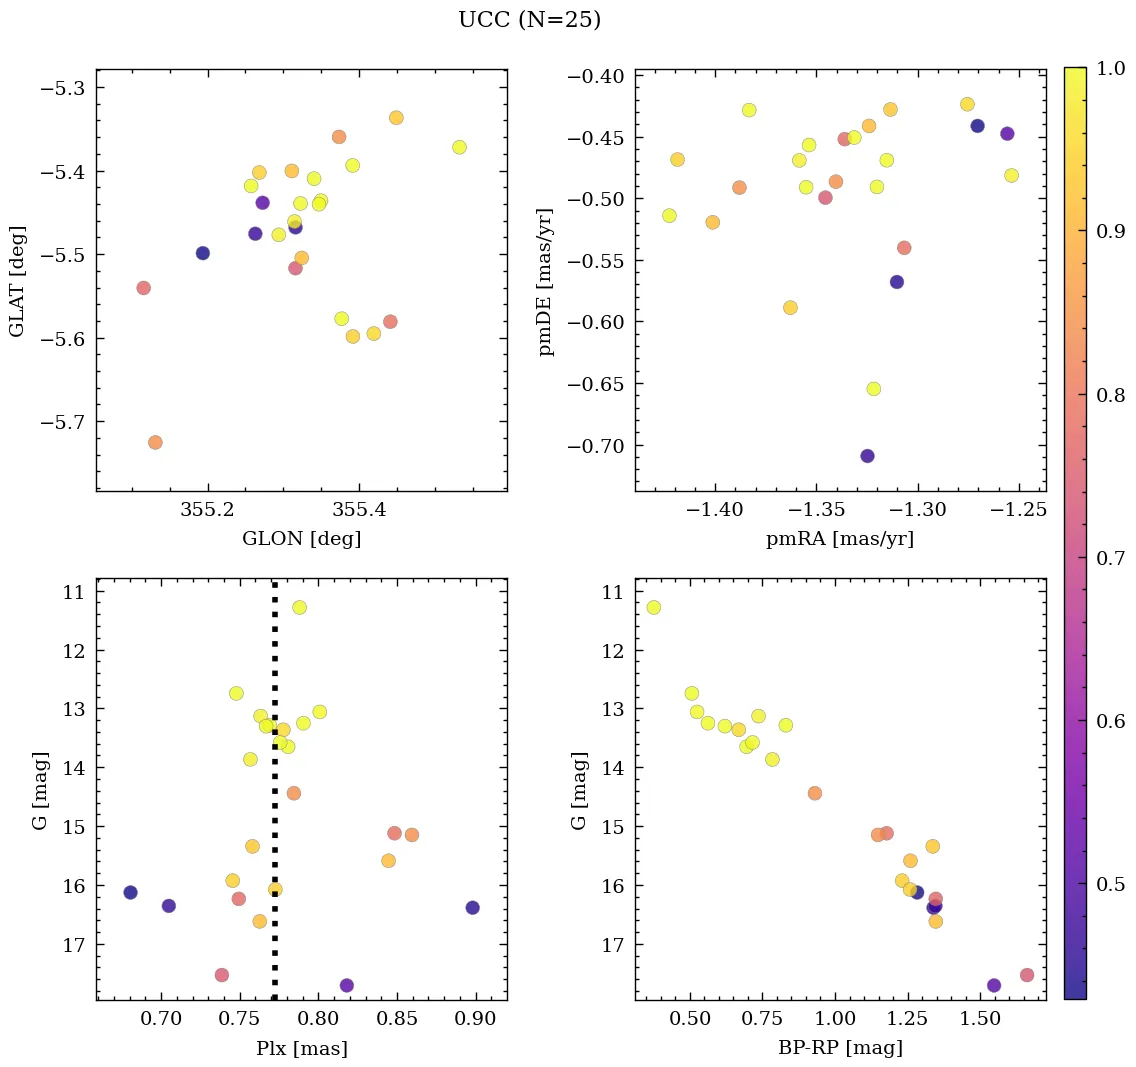 UCC (N=25)
−5.3
−5.4
−5.5
−5.6
−5.7
GLAT [deg]
355.2 355.4
GLON [deg]
−0.40
−0.45
−0.50
−0.55
−0.60
−0.65
−0.70
pmDE [mas/yr]
−1.40 −1.35 −1.30 −1.25
pmRA [mas/yr]
1.0
0.9
0.8
0.7
0.6
0.5
11
12
13
14
15
16
17
G [mag]
0.70 0.75 0.80 0.85 0.90
Plx [mas]
11
12
13
14
15
16
17
G [mag]
0.50 0.75 1.00 1.25 1.50
BP-RP [mag]